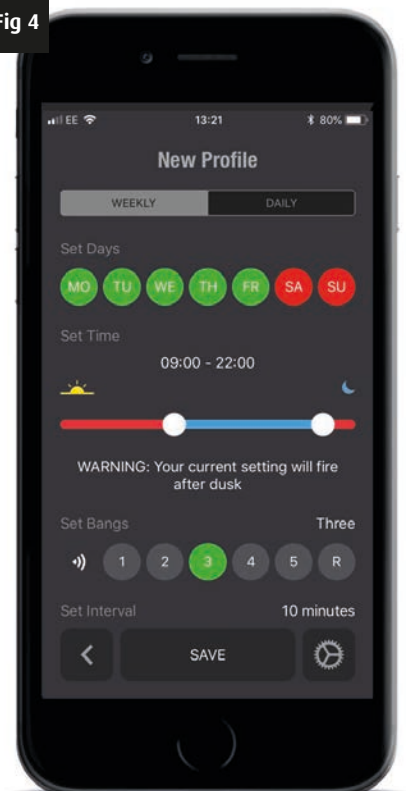 Fig 4
EE 13:21 80%
New Profile
WEEKLY DAILY
Set Days
MO TU WE TH FR SA SU
Set Time
09:00 - 22:00
WARNING: Your current setting will fire
after dusk
Set Bangs Three
1 2 3 4 5 R
Set Interval 10 minutes
SAVE